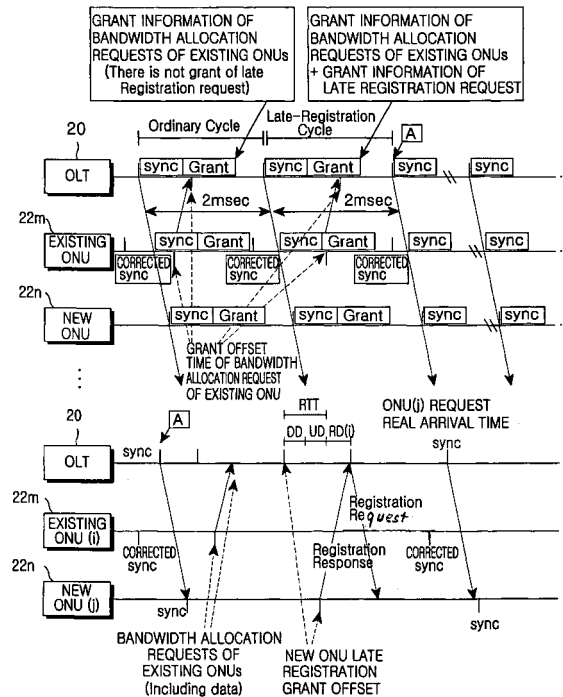 GRANT INFORMATION OF
BANDWIDTH ALLOCATION
REQUESTS OF EXISTING ONUs
(There is not grant of late
Registration request)
GRANT INFORMATION OF
BANDWIDTH ALLOCATION
REQUESTS OF EXISTING ONUs
+ GRANT INFORMATION OF
LATE REGISTRATION REQUEST
Ordinary Cycle
Late-Registration
Cycle
A
20
OLT
sync Grant sync Grant sync sync
2msec 2msec
22m
EXISTING
ONU
sync Grant sync Grant sync sync
CORRECTED
sync
CORRECTED
sync
CORRECTED
sync
22n
NEW
ONU
sync Grant sync Grant sync sync
GRANT OFFSET
TIME OF BANDWIDTH
ALLOCATION REQUEST
OF EXISTING ONU
RTT
DD UD RD(i)
ONU(j) REQUEST
REAL ARRIVAL TIME
20
OLT
sync
A
sync
22m
EXISTING
ONU (i)
CORRECTED
sync
Registration
Request
Registration
Response
CORRECTED
sync
22n
NEW
ONU (j)
sync
sync
BANDWIDTH ALLOCATION
REQUESTS OF
EXISTING ONUs
(Including data)
NEW ONU LATE
REGISTRATION
GRANT OFFSET